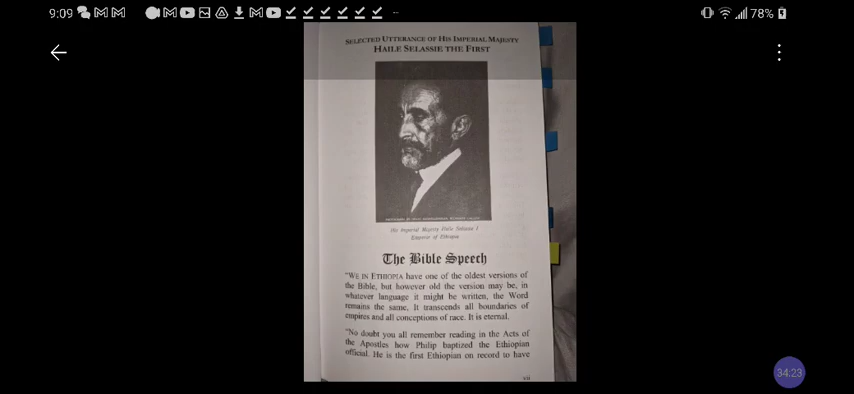 9:09
78%
SELECTED UTTERANCE OF HIS IMPERIAL MAJESTY
HAILE SELASSIE THE FIRST
His Imperial Majesty Haile Selassie I
Emperor of Ethiopia
The Bible Speech
"WE IN ETHIOPIA have one of the oldest versions of
the Bible, but however old the version may be, in
whatever language it might be written, the Word
remains the same. It transcends all boundaries of
empires and all conceptions of race. It is eternal.
"No doubt you all remember reading in the Acts of
the Apostles how Philip baptized the Ethiopian
official. He is the first Ethiopian on record to have
vii
34:23